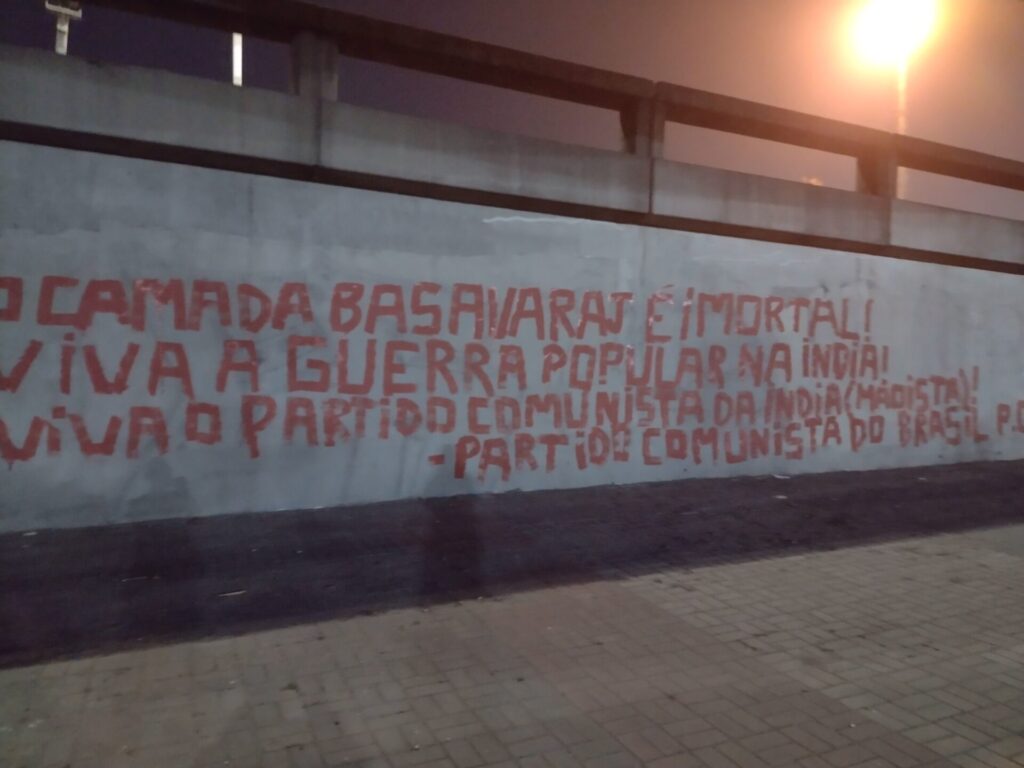 O CAMADA BASAVARAJ É iMORTAL!
VIVA A GUERRA POPULAR NA INDIA!
VIVA O PARTIDO COMUNISTA DA INDIA (MAOISTA)!
-PARTIDO COMUNISTA DO BRASIL P.C